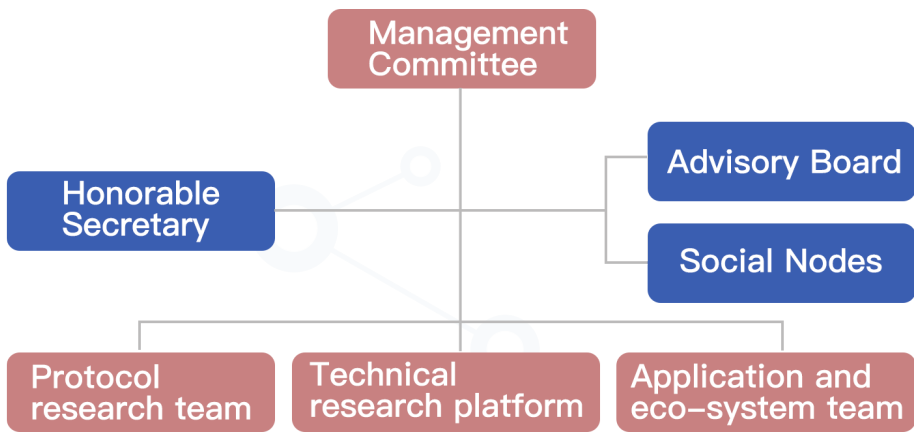 Management
Committee
Advisory Board
Honorable
Secretary
Social Nodes
Protocol
research team
Technical
research platform
Application and
eco-system team